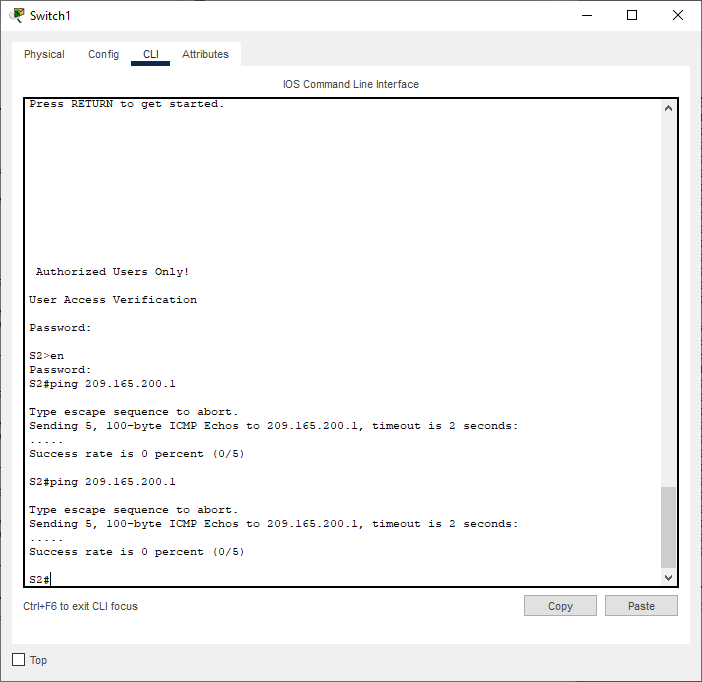 Switch1
Physical Config CLI Attributes
IOS Command Line Interface
Press RETURN to get started.
Authorized Users Only!
User Access Verification
Password:
S2>en
Password:
S2#ping 209.165.200.1
Type escape sequence to abort.
Sending 5, 100-byte ICMP Echos to 209.165.200.1, timeout is 2 seconds:
.....
Success rate is 0 percent (0/5)
S2#ping 209.165.200.1
Type escape sequence to abort.
Sending 5, 100-byte ICMP Echos to 209.165.200.1, timeout is 2 seconds:
.....
Success rate is 0 percent (0/5)
S2#
Ctrl+F6 to exit CLI focus Copy Paste
Top